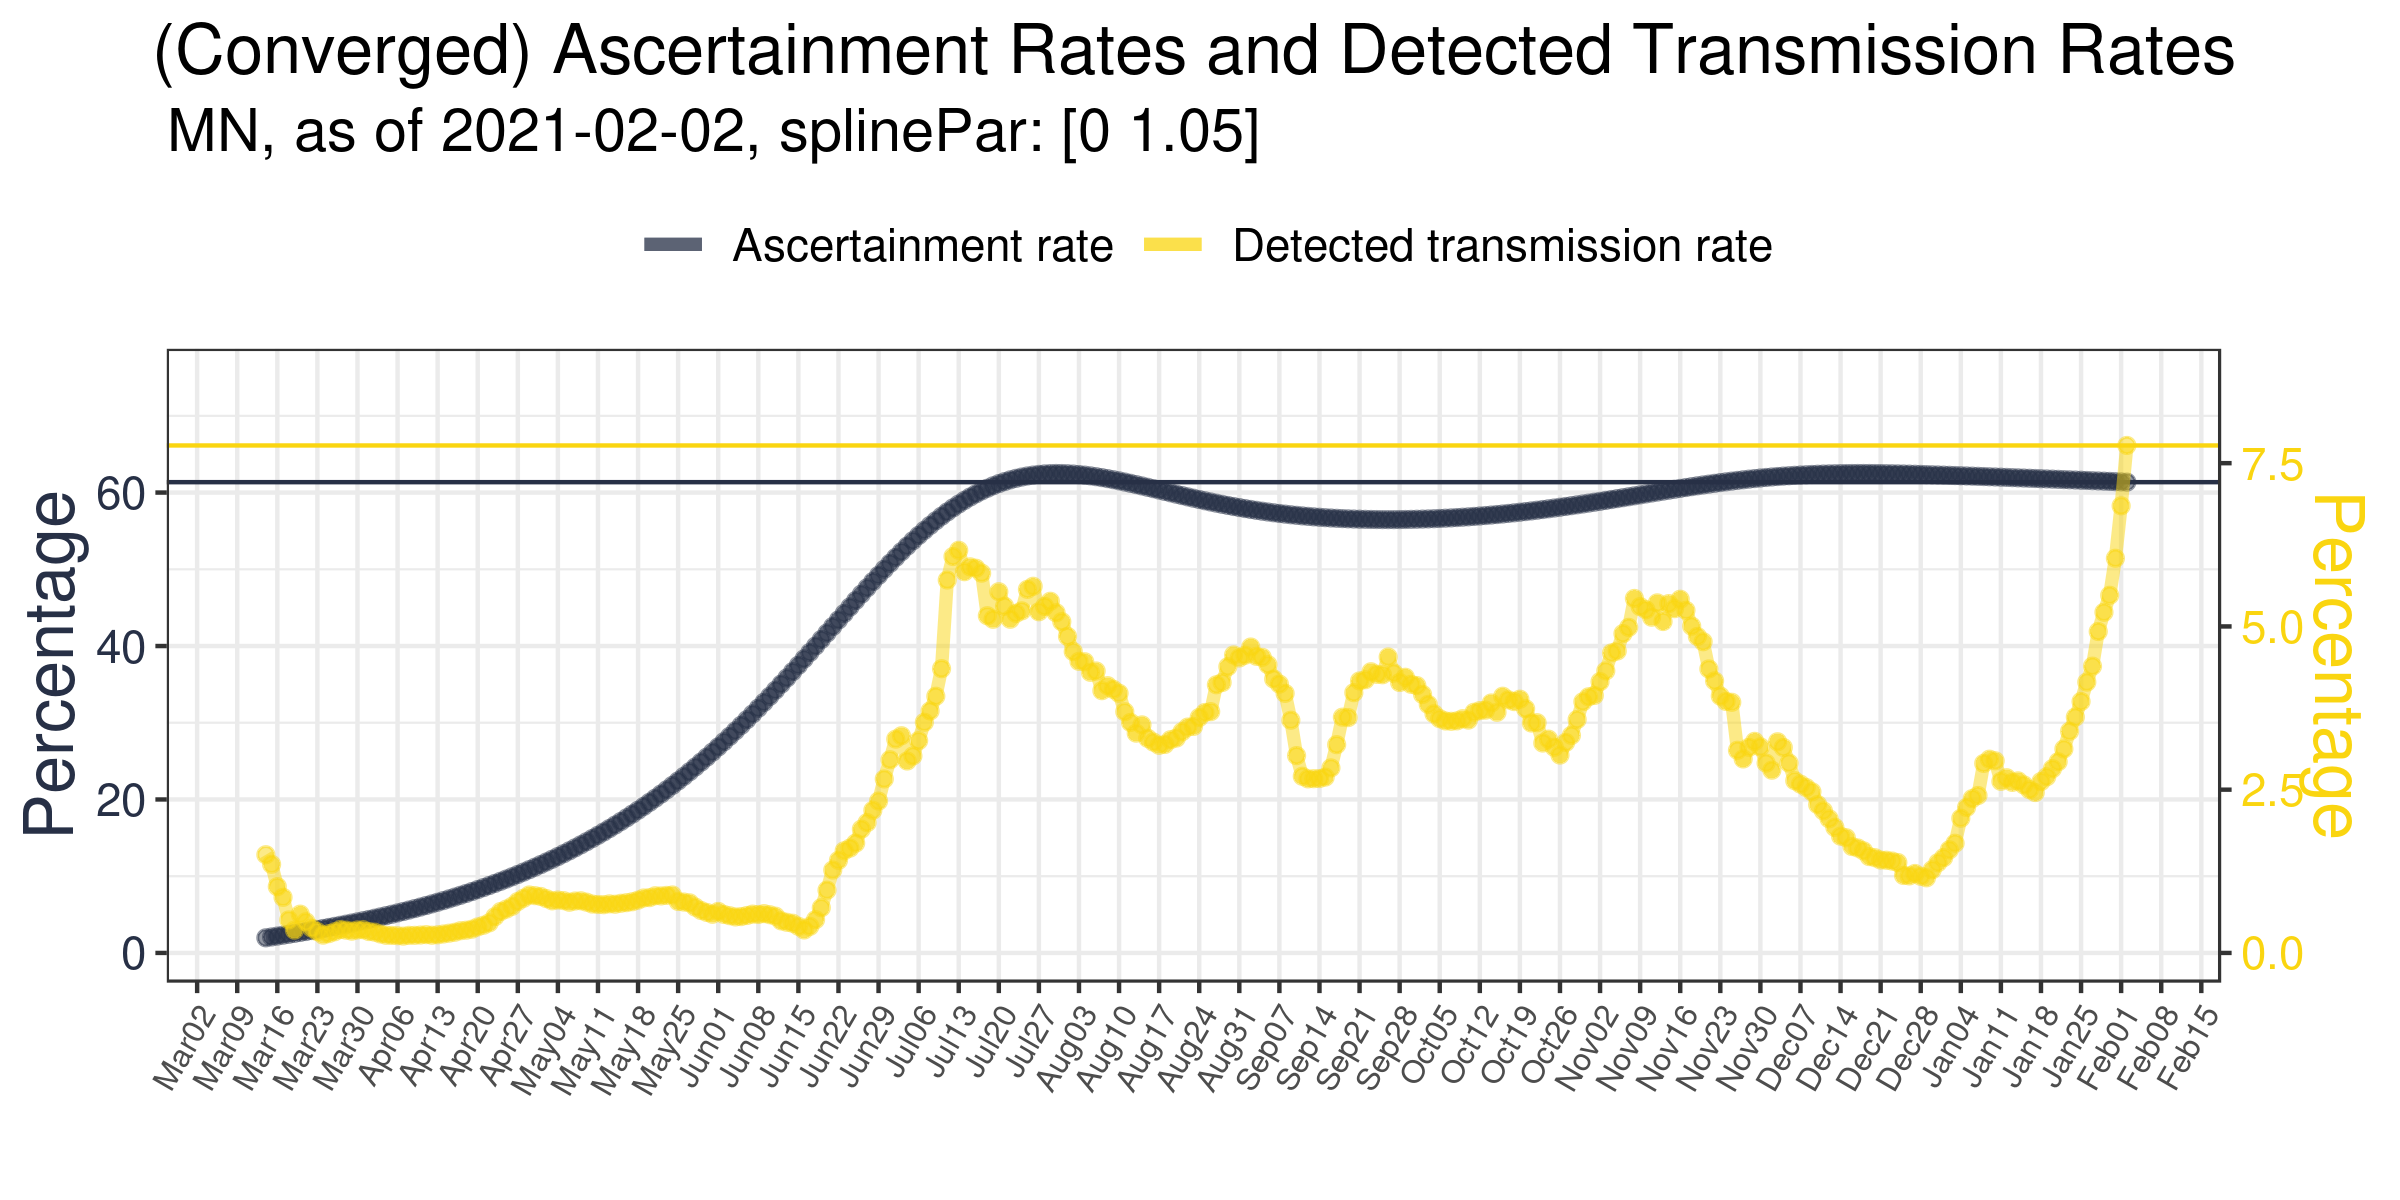 (Converged) Ascertainment Rates and Detected Transmission Rates
MN, as of 2021-02-02, splinePar: [0 1.05]
Ascertainment rate
Detected transmission rate
Percentage
60
40
20
0
7.5
5.0
2.5
0.0
Percentage
Mar02
Mar09
Mar16
Mar23
Mar30
Apr06
Apr13
Apr20
Apr27
May04
May11
May18
May25
Jun01
Jun08
Jun15
Jun22
Jun29
Jul06
Jul13
Jul20
Jul27
Aug03
Aug10
Aug17
Aug24
Aug31
Sep07
Sep14
Sep21
Sep28
Oct05
Oct12
Oct19
Oct26
Nov02
Nov09
Nov16
Nov23
Nov30
Dec07
Dec14
Dec21
Dec28
Jan04
Jan11
Jan18
Jan25
Feb01
Feb08
Feb15